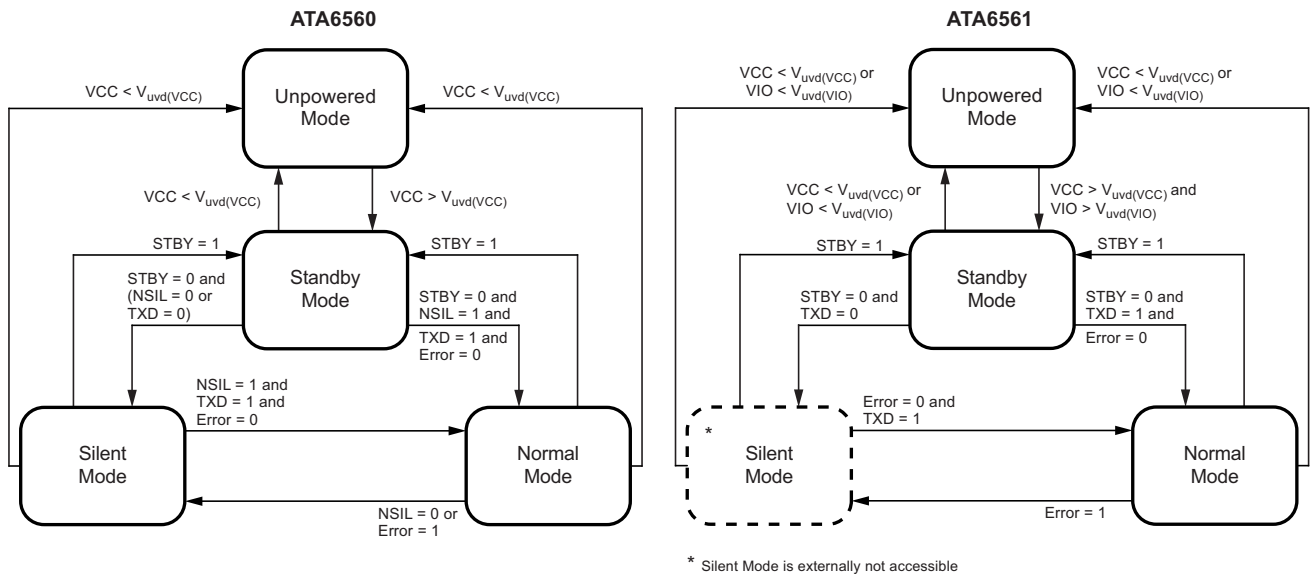 ATA6560
VCC < Vuvd(VCC)
VCC < Vuvd(VCC)
Unpowered
Mode
VCC < Vuvd(VCC)
VCC > Vuvd(VCC)
STBY = 1
STBY = 1
Standby
Mode
STBY = 0 and
(NSIL = 0 or
TXD = 0)
STBY = 0 and
NSIL = 1 and
TXD = 1 and
Error = 0
NSIL = 1 and
TXD = 1 and
Error = 0
Silent
Mode
Normal
Mode
NSIL = 0 or
Error = 1
ATA6561
VCC < Vuvd(VCC) or
VIO < Vuvd(VIO)
VCC < Vuvd(VCC) or
VIO < Vuvd(VIO)
Unpowered
Mode
VCC < Vuvd(VCC) or
VIO < Vuvd(VIO)
VCC > Vuvd(VCC) and
VIO > Vuvd(VIO)
STBY = 1
STBY = 1
Standby
Mode
STBY = 0 and
TXD = 0
STBY = 0 and
TXD = 1 and
Error = 0
Error = 0 and
TXD = 1
*
Silent
Mode
Normal
Mode
Error = 1
* Silent Mode is externally not accessible